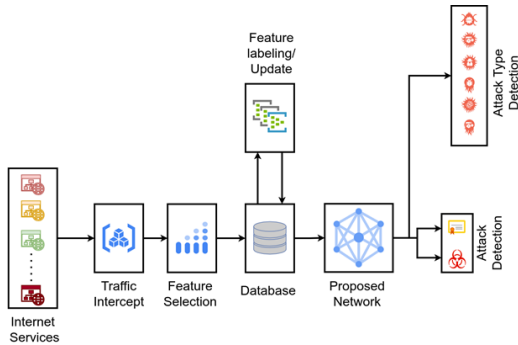 Feature
labeling/
Update
Attack Type
Detection
Attack
Detection
Traffic
Intercept
Feature
Selection
Database
Proposed
Network
Internet
Services